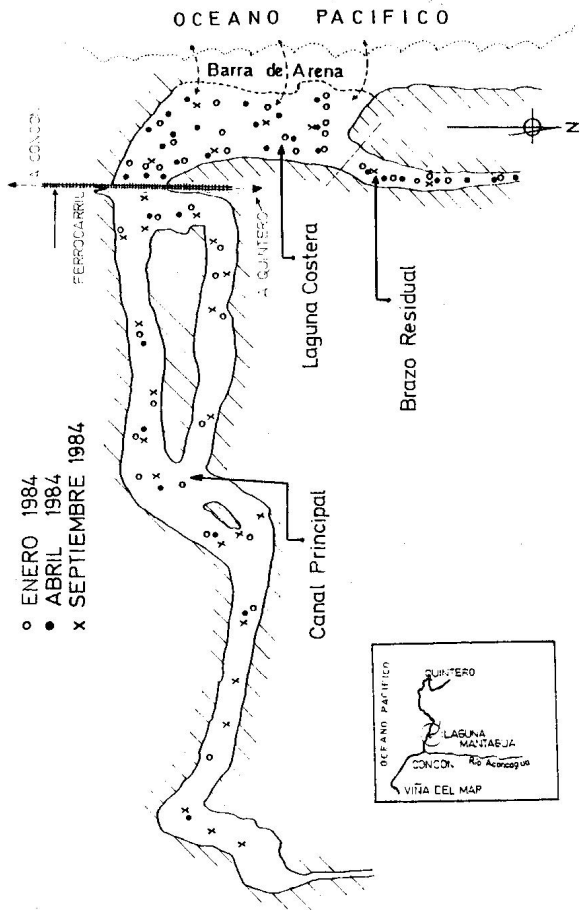 OCEANO PACIFICO
Barra de Arena
A CONCON
FERROCARRIL
A QUINTERO
N
Laguna Costera
Brazo Residual
Canal Principal
o ENERO 1984
● ABRIL 1984
x SEPTIEMBRE 1984
OCEANO PACIFICO
QUINTERO
LAGUNA
MANTAGUA
CONCON
Rio Aconcagua
VIÑA DEL MAR